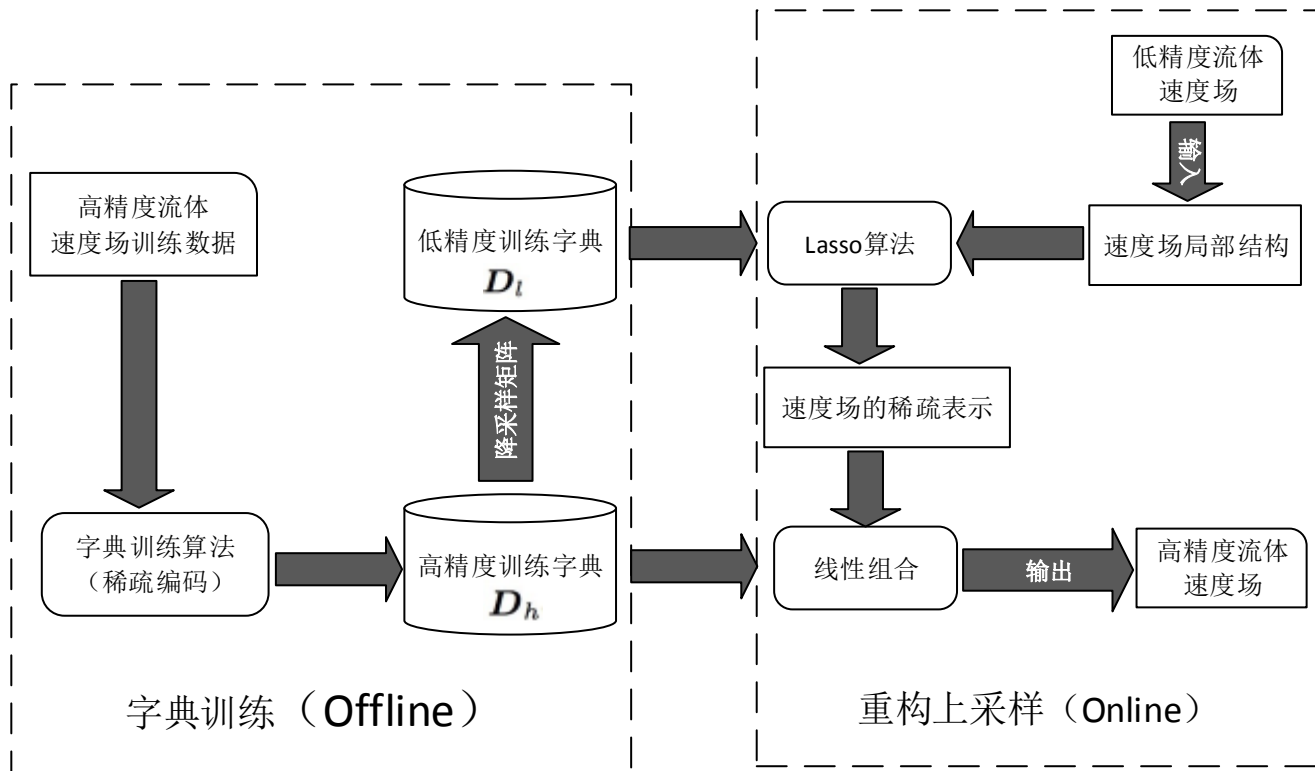 高精度流体
速度场训练数据
字典训练算法
（稀疏编码）
低精度训练字典
D_l
降采样矩阵
高精度训练字典
D_h
字典训练（Offline）
低精度流体
速度场
输入
速度场局部结构
Lasso算法
速度场的稀疏表示
线性组合
输出
高精度流体
速度场
重构上采样（Online）